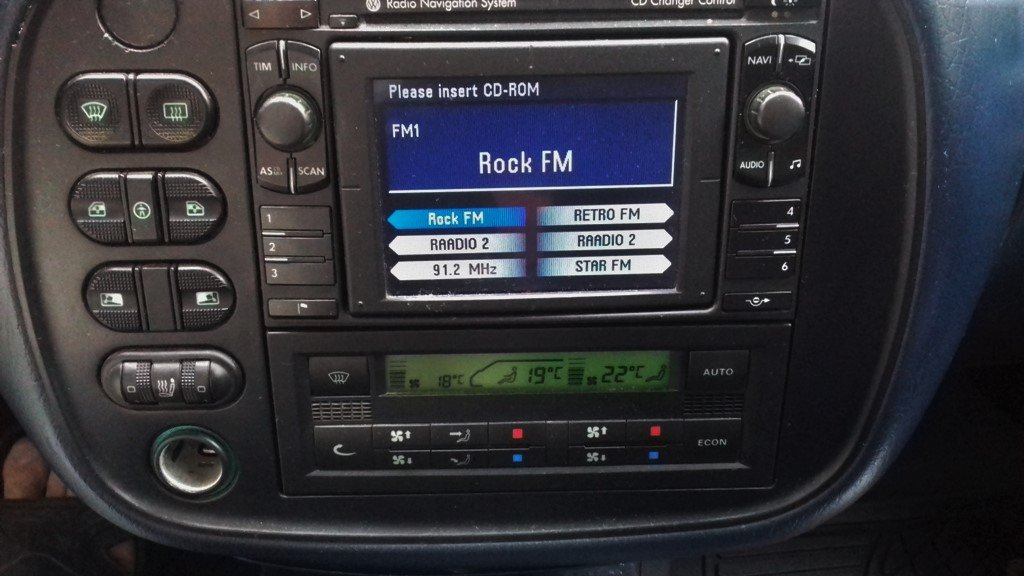 Radio Navigation System
CD Changer Control
TIM INFO
NAVI
Please insert CD-ROM
FM1
Rock FM
AS SCAN
AUDIO
Rock FM RETRO FM
RAADIO 2 RAADIO 2
91.2 MHz STAR FM
1
2
3
4
5
6
18°C 19°C 22°C
AUTO
ECON